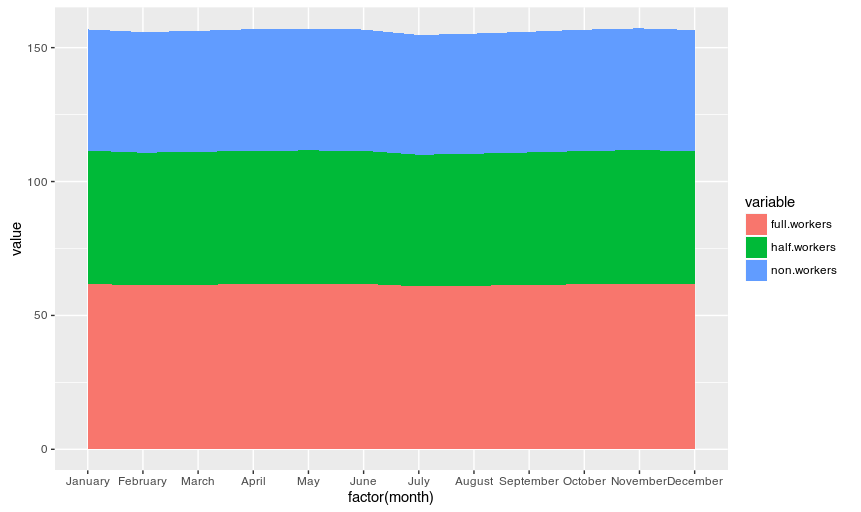 150
100
50
0
value
January February March April May June July August September October November December
factor(month)
variable
full.workers
half.workers
non.workers